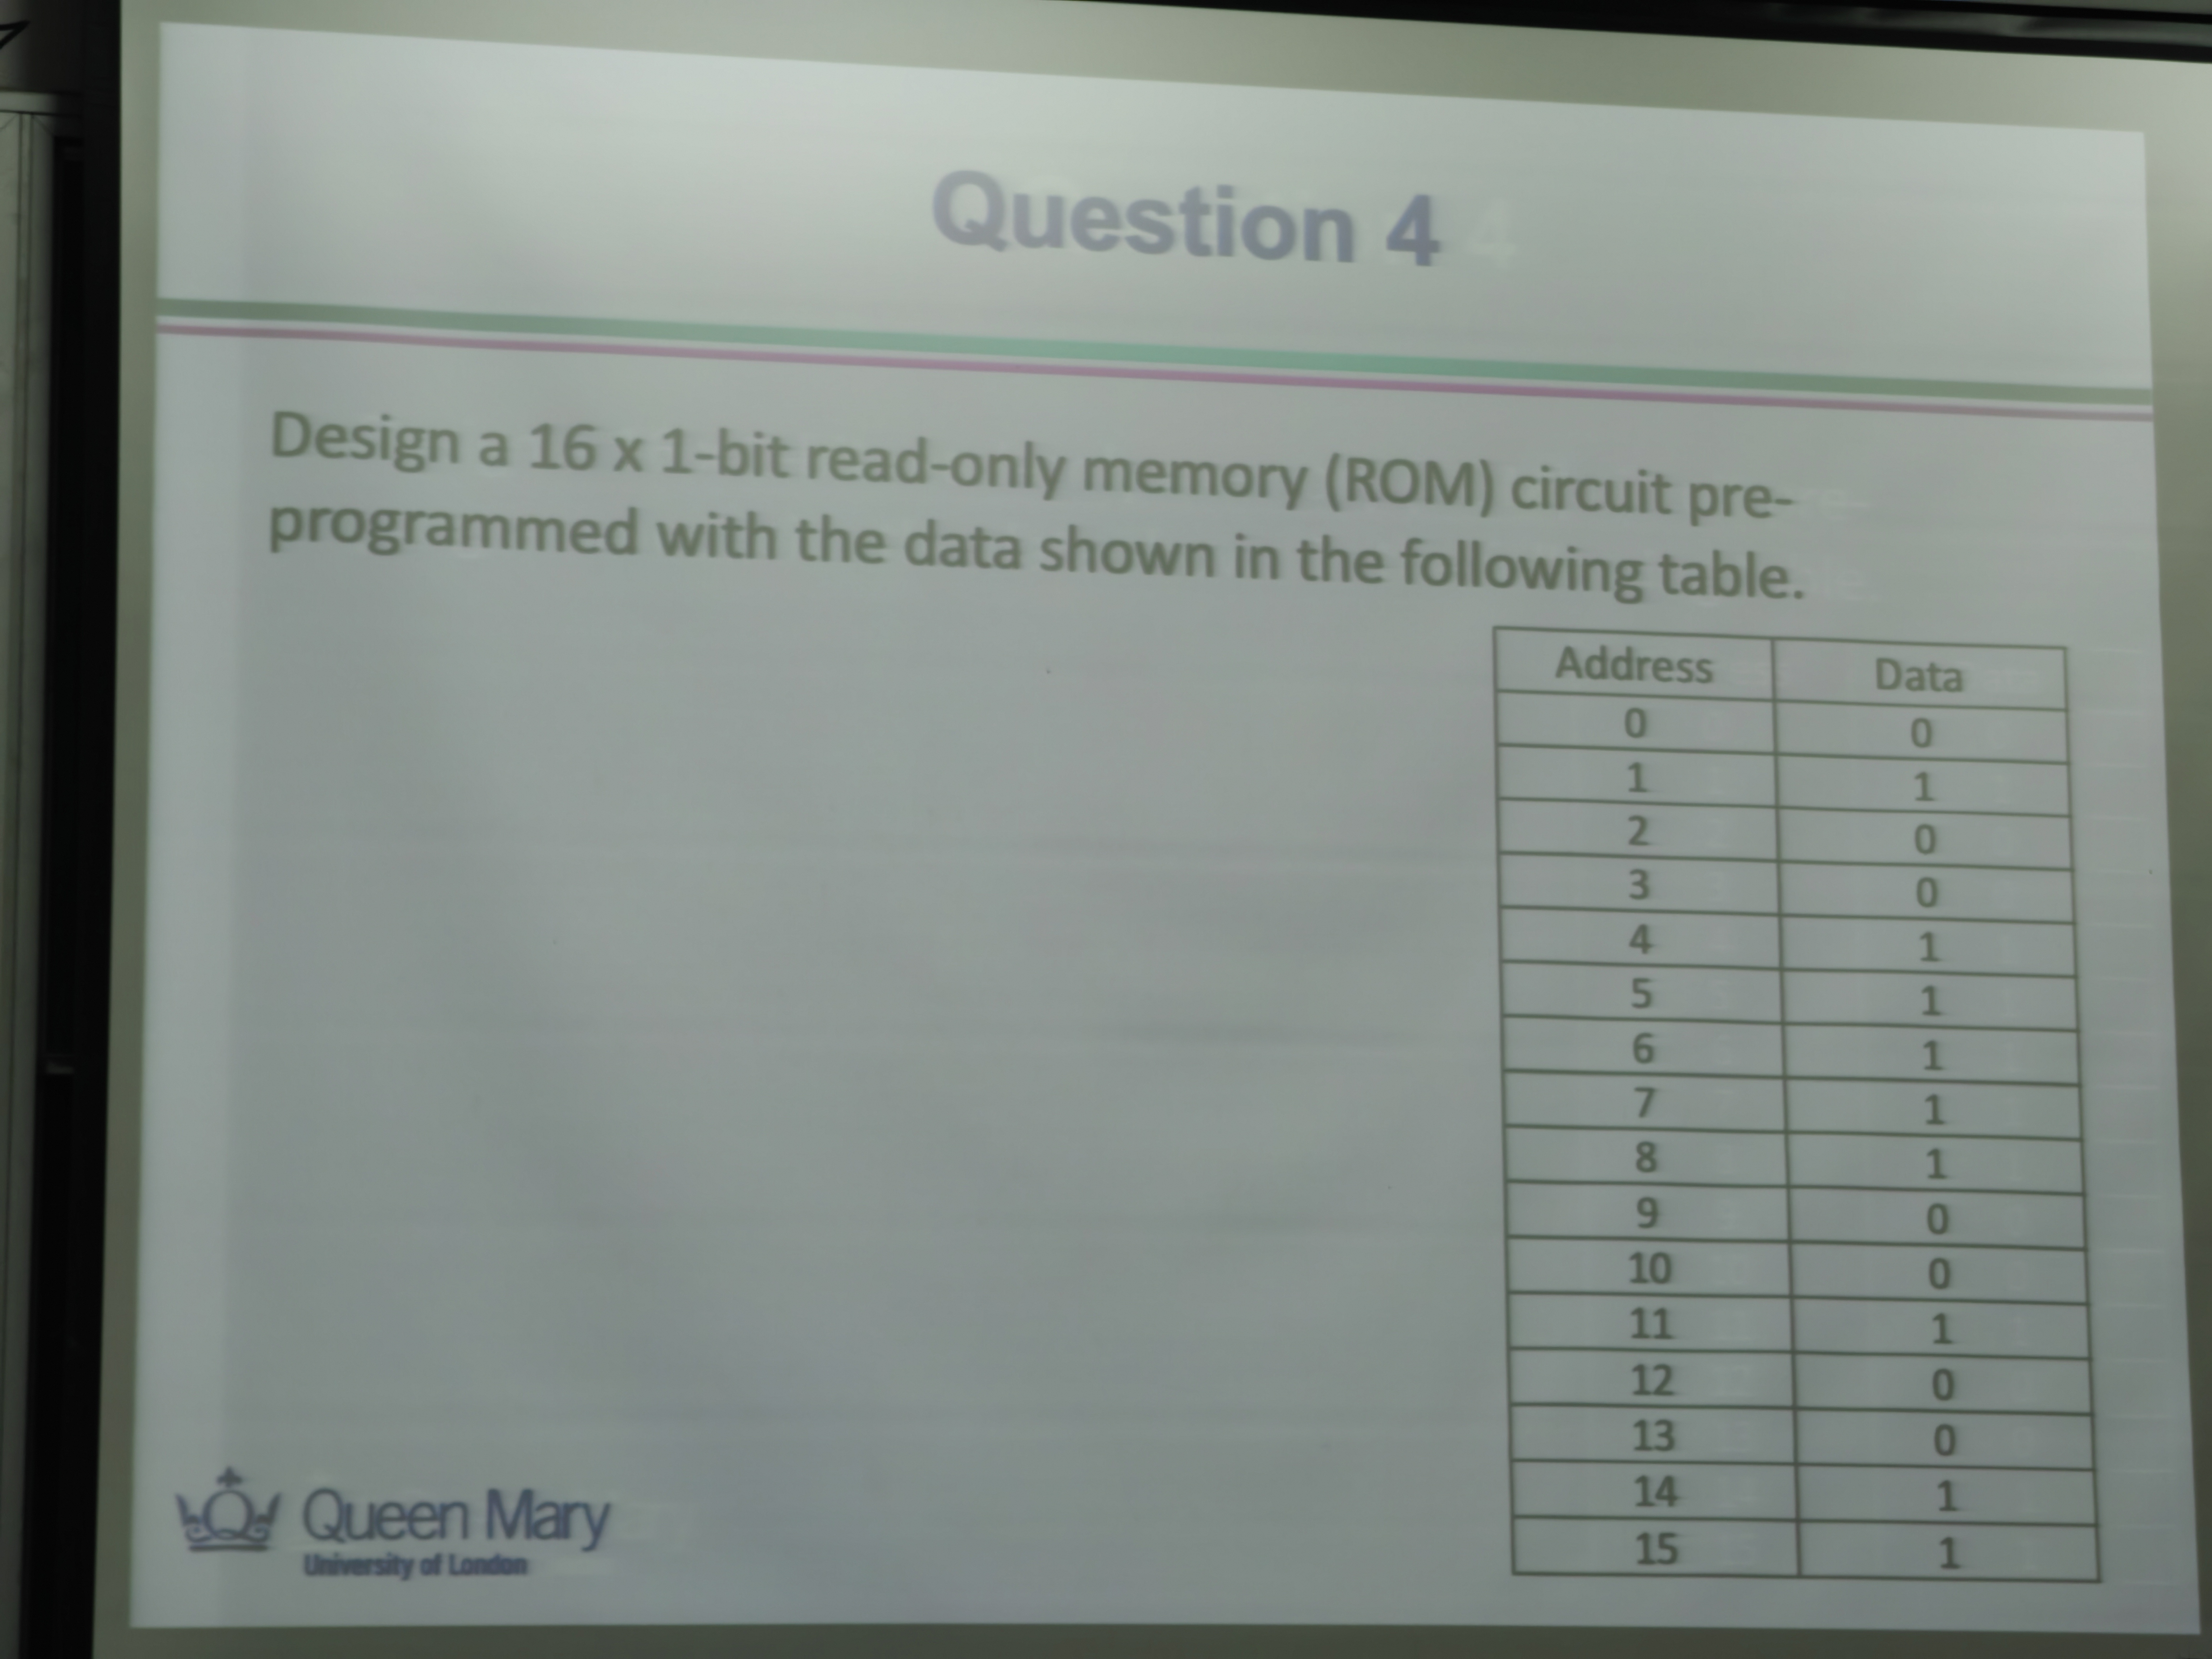 Question 4
Design a 16 x 1-bit read-only memory (ROM) circuit pre-
programmed with the data shown in the following table.
Address Data
0 0
1 1
2 0
3 0
4 1
5 1
6 1
7 1
8 1
9 0
10 0
11 1
12 0
13 0
14 1
15 1
Queen Mary
University of London